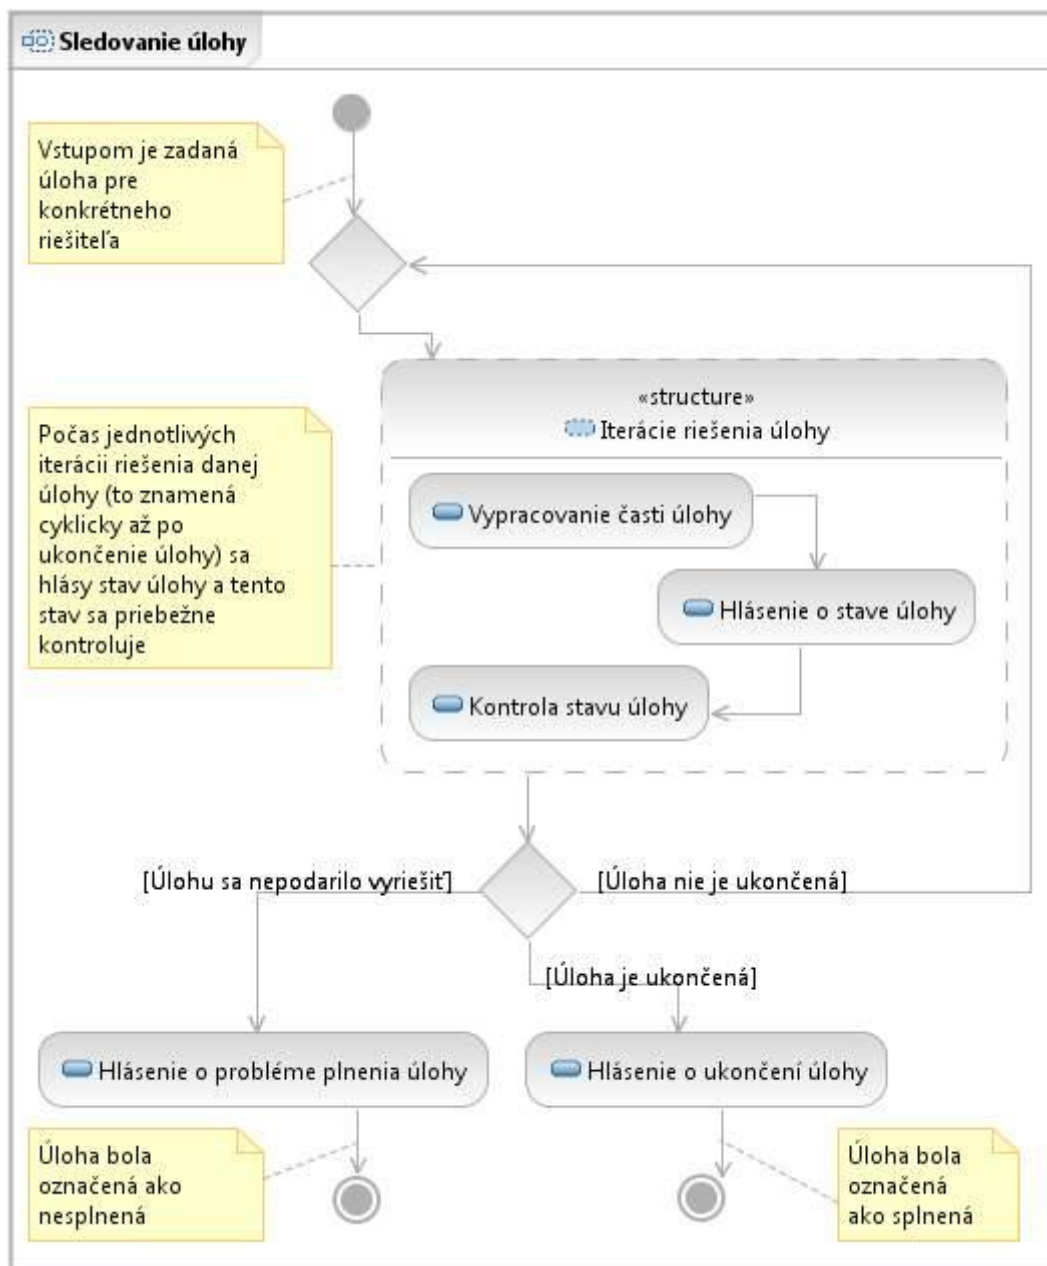 Sledovanie úlohy
Vstupom je zadaná
úloha pre
konkrétneho
riešiteľa
«structure»
Iterácie riešenia úlohy
Počas jednotlivých
iterácii riešenia danej
úlohy (to znamená
cyklicky až po
ukončenie úlohy) sa
hlásy stav úlohy a tento
stav sa priebežne
kontroluje
Vypracovanie časti úlohy
Hlásenie o stave úlohy
Kontrola stavu úlohy
[Úlohu sa nepodarilo vyriešiť]
[Úloha nie je ukončená]
[Úloha je ukončená]
Hlásenie o probléme plnenia úlohy
Hlásenie o ukončení úlohy
Úloha bola
označená ako
nesplnená
Úloha bola
označená
ako splnená